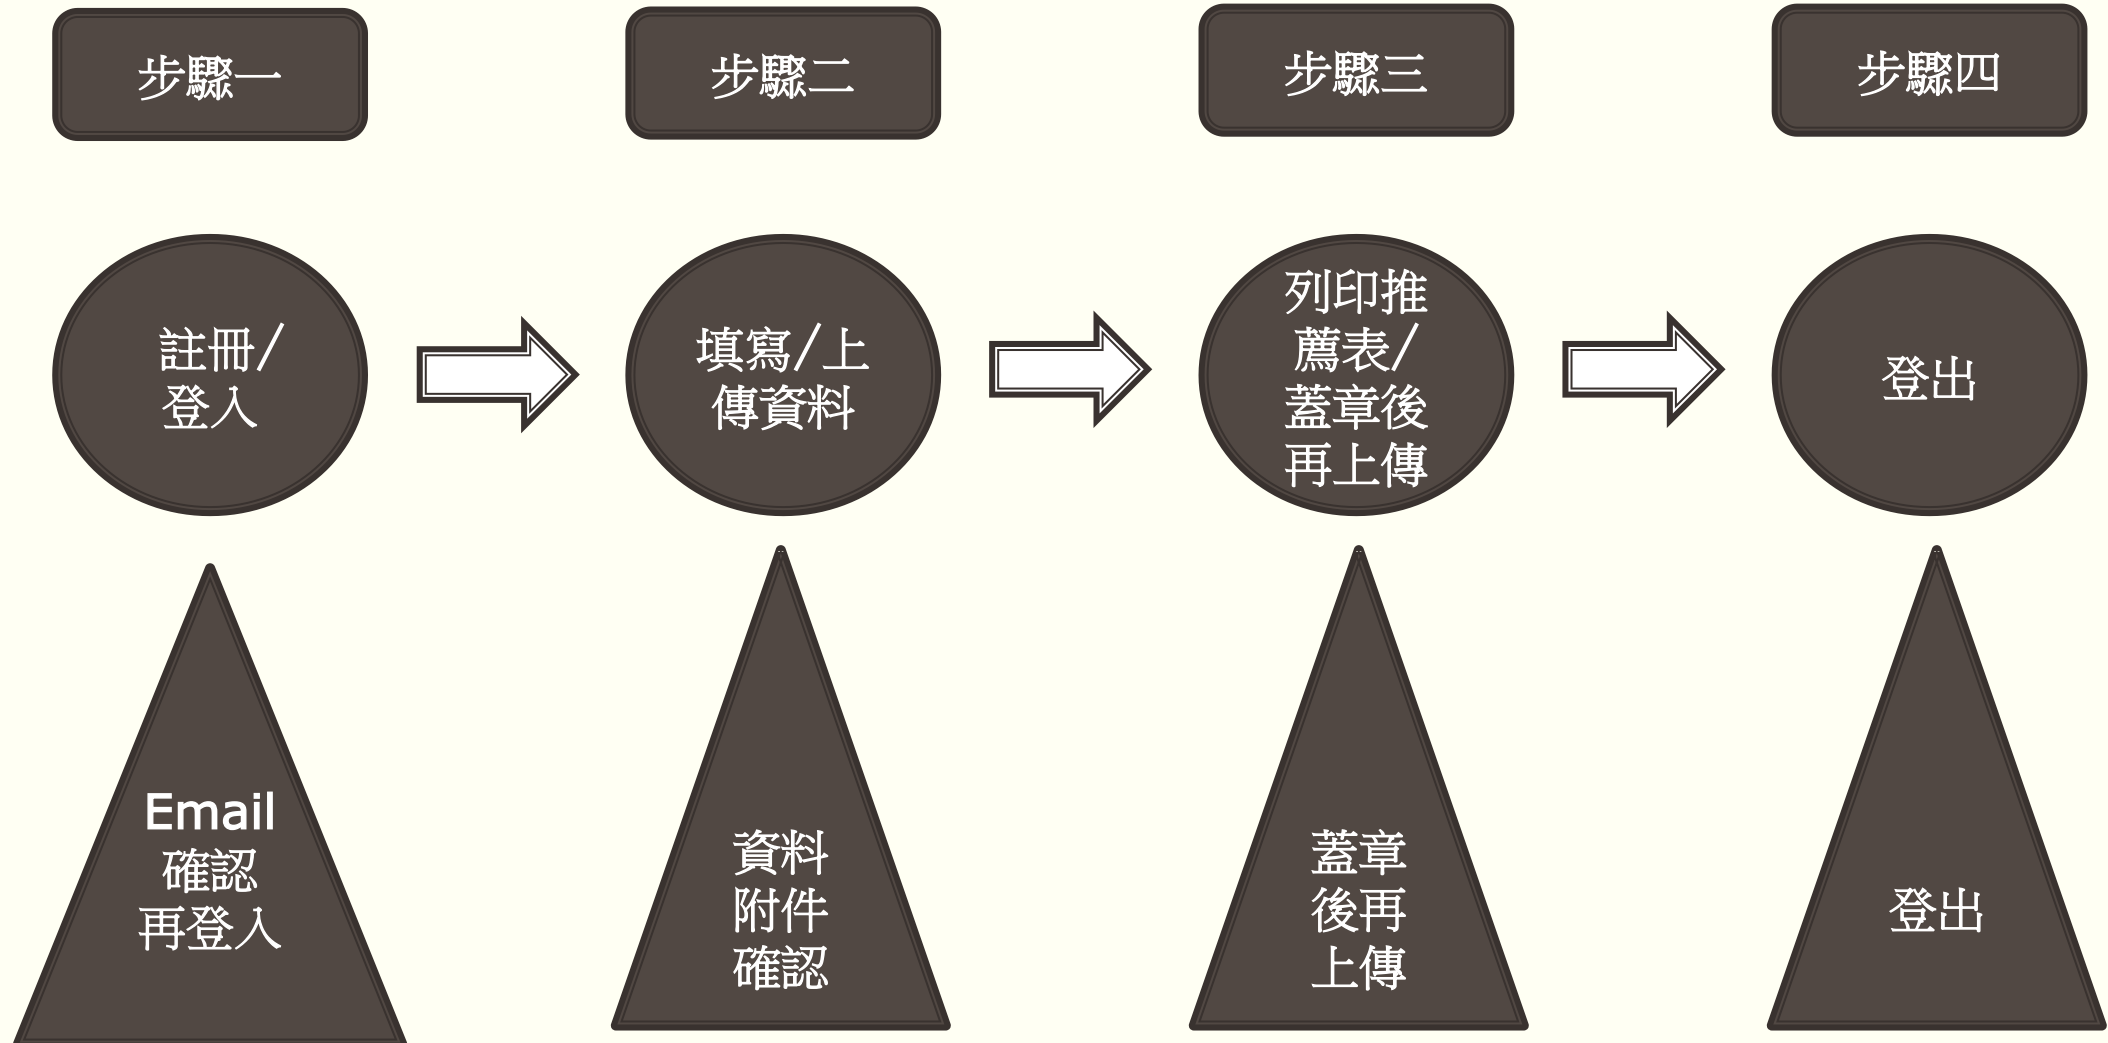 步驟一
步驟二
步驟三
步驟四
註冊/
登入
填寫/上
傳資料
列印推
薦表/
蓋章後
再上傳
登出
Email
確認
再登入
資料
附件
確認
蓋章
後再
上傳
登出